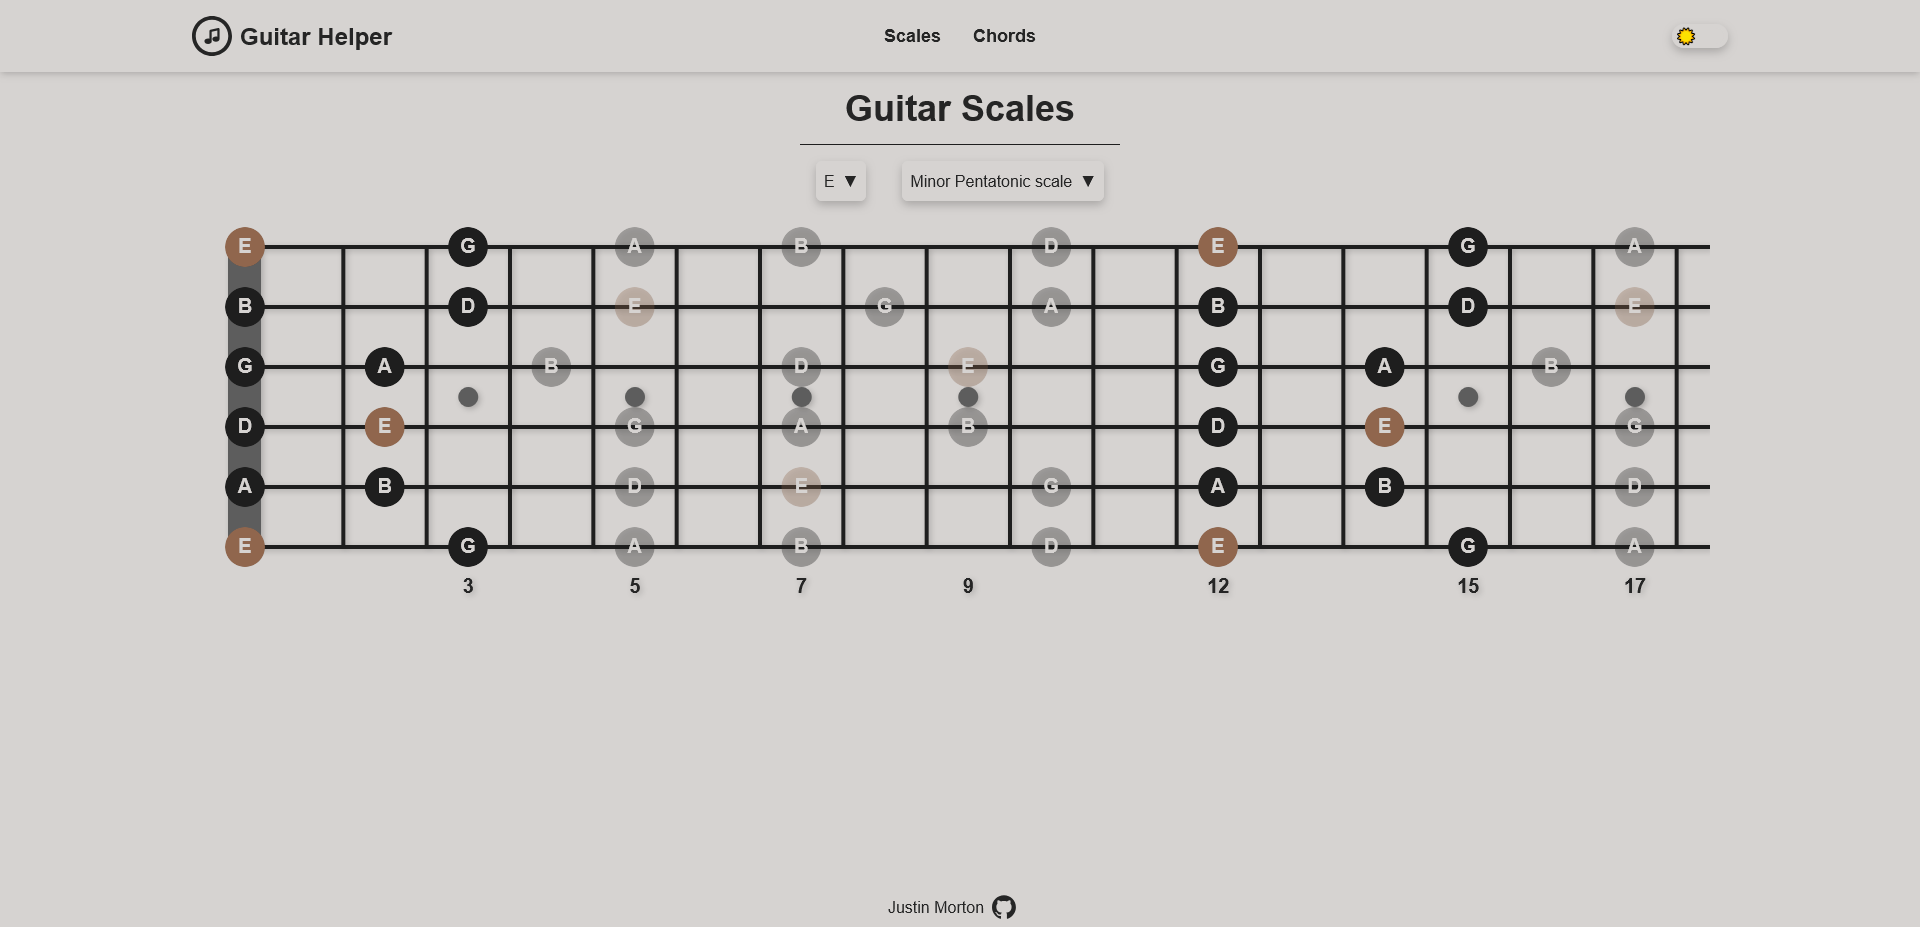 Guitar Helper
Scales Chords
Guitar Scales
E ▼ Minor Pentatonic scale ▼
E G A B D E G A
B D E G A B D E
G A B D E G A B
D E G A B D E G
A B D E G A B D
E G A B D E G A
3 5 7 9 12 15 17
Justin Morton